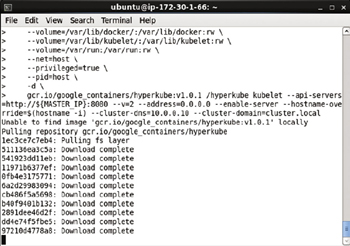 ubuntu@ip-172-30-1-66: ~
File Edit View Search Terminal Help
> --volume=/var/lib/docker/:/var/lib/docker:rw \
> --volume=/var/lib/kubelet/:/var/lib/kubelet:rw \
> --volume=/var/run:/var/run:rw \
> --net=host \
> --privileged=true \
> --pid=host \
> -d \
> gcr.io/google_containers/hyperkube:v1.0.1 /hyperkube kubelet --api-servers
=http://${MASTER_IP}:8080 --v=2 --address=0.0.0.0 --enable-server --hostname-ove
rride=$(hostname -i) --cluster-dns=10.0.0.10 --cluster-domain=cluster.local
Unable to find image 'gcr.io/google_containers/hyperkube:v1.0.1' locally
Pulling repository gcr.io/google_containers/hyperkube
1ec3ce7c7eb4: Pulling fs layer
511136ea3c5a: Download complete
541923dd11eb: Download complete
11971b6377ef: Download complete
0fb4e3175771: Download complete
6a2d29983094: Download complete
cb486f5a5698: Download complete
b40f9401b132: Download complete
2891dee46d2f: Download complete
dd4e74f5fbe5: Download complete
97210d4778a8: Download complete